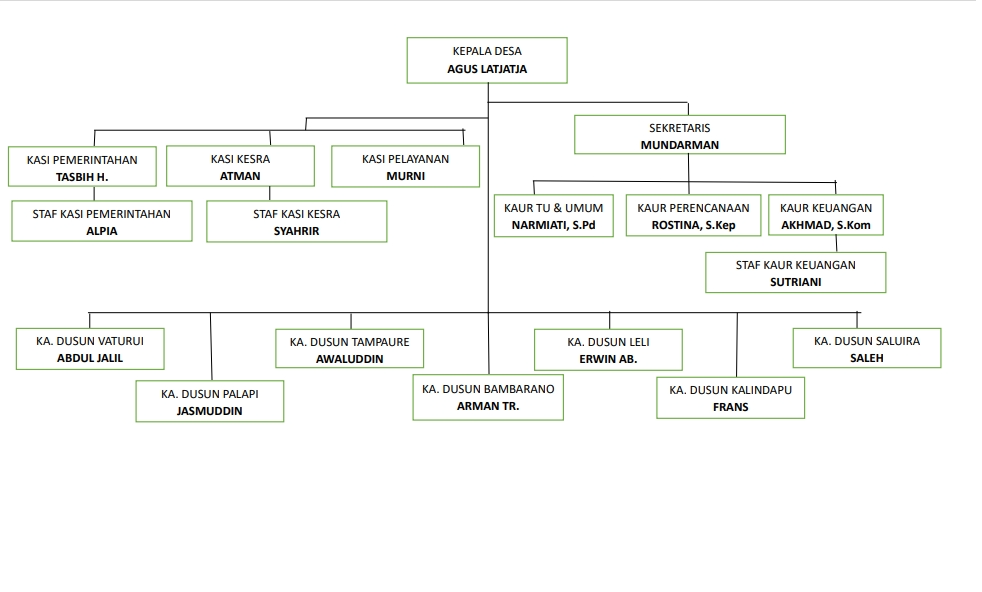 KEPALA DESA
AGUS LATJATJA
SEKRETARIS
MUNDARMAN
KASI PEMERINTAHAN
TASBIH H.
KASI KESRA
ATMAN
KASI PELAYANAN
MURNI
STAF KASI PEMERINTAHAN
ALPIA
STAF KASI KESRA
SYAHRIR
KAUR TU & UMUM
NARMIATI, S.Pd
KAUR PERENCANAAN
ROSTINA, S.Kep
KAUR KEUANGAN
AKHMAD, S.Kom
STAF KAUR KEUANGAN
SUTRIANI
KA. DUSUN VATURUI
ABDUL JALIL
KA. DUSUN PALAPI
JASMUDDIN
KA. DUSUN TAMPAURE
AWALUDDIN
KA. DUSUN BAMBARANO
ARMAN TR.
KA. DUSUN LELI
ERWIN AB.
KA. DUSUN KALINDAPU
FRANS
KA. DUSUN SALUIRA
SALEH